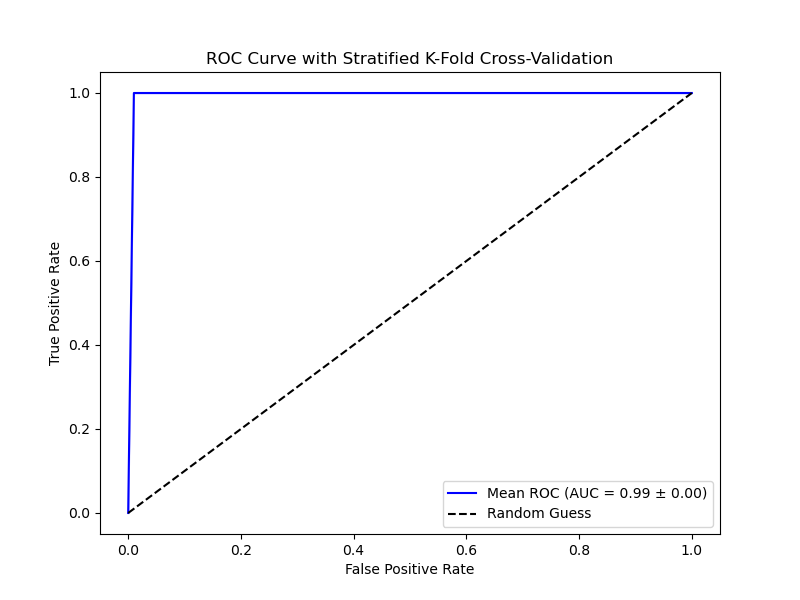 ROC Curve with Stratified K-Fold Cross-Validation
1.0
0.8
0.6
0.4
0.2
0.0
True Positive Rate
Mean ROC (AUC = 0.99 ± 0.00)
Random Guess
0.0 0.2 0.4 0.6 0.8 1.0
False Positive Rate